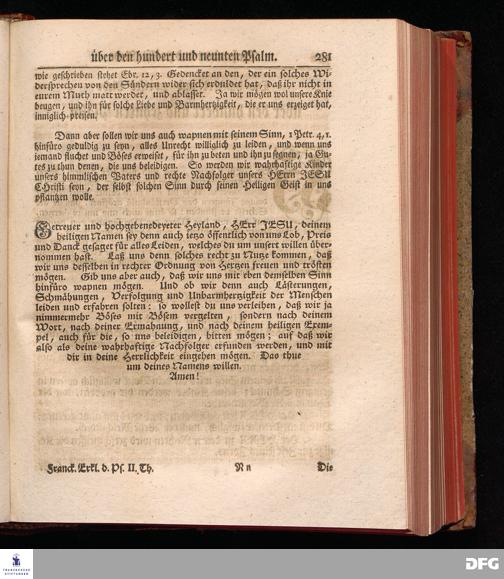 über den hundert und neunten Psalm. 281
wie geschrieben stehet Ebr. 12, 3. Gedencket an den, der ein solches Wi-
dersprechen von den Sündern wider sich erduldet hat, daß ihr nicht in
eurem Muth matt werdet, und ablasset. Ja wir mögen wol unsere Knie
beugen, und ihn für solche Liebe und Barmhertzigkeit, die er uns erzeiget hat,
inniglich preisen.
Dann aber sollen wir uns auch wapnen mit seinem Sinn, 1 Petr. 4, 1.
hinfüro geduldig zu seyn, alles Unrecht williglich zu leiden, und wenn uns
iemand fluchet und Böses erweiset, für ihn zu beten und ihn zu segnen, ja Gu-
tes zu thun denen, die uns beleidigen. So werden wir wahrhaftige Kinder
unsers himmlischen Vaters und rechte Nachfolger unsers HErrn JESU
CHristi seyn, der selbst solchen Sinn durch seinen Heiligen Geist in uns
pflantzen wolle.
Getreuer und hochgebenedeyeter Heyland, HErr JESU, deinem
heiligen Namen sey denn auch ietzo öffentlich von uns Lob, Preis
und Danck gesaget für alles Leiden, welches du um unsert willen über-
nommen hast. Laß uns denn solches recht zu Nutze kommen, daß
wir uns desselben in rechter Ordnung von Hertzen freuen und trösten
mögen. Gib uns aber auch, daß wir uns mit eben demselben Sinn
hinfüro wapnen mögen. Und ob wir denn auch Lästerungen,
Schmähungen, Verfolgung und Unbarmhertzigkeit der Menschen
leiden und erfahren solten: so wollest du uns verleihen, daß wir ja
nimmermehr Böses mit Bösem vergelten, sondern nach deinem
Wort, nach deiner Ermahnung, und nach deinem heiligen Exem-
pel, auch für die, so uns beleidigen, bitten mögen; auf daß wir
also als deine wahrhaftige Nachfolger erfunden werden, und mit
dir in deine Herrlichkeit eingehen mögen. Das thue
um deines Namens willen.
Amen!
Franck. Erkl. d. Ps. II. Th. N n Die
FRANCKESCHE
STIFTUNGEN
DFG